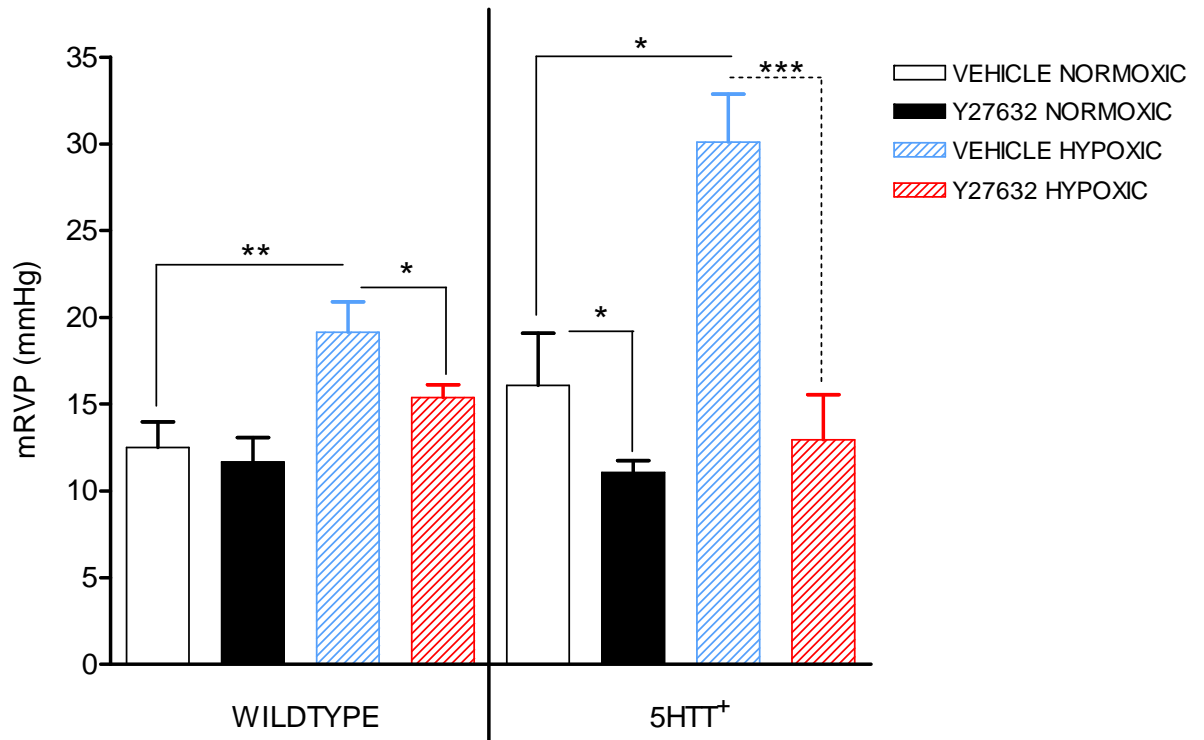 mRVP (mmHg)
35
30
25
20
15
10
5
0
**
*
*
*
***
WILDTYPE
5HTT⁺
VEHICLE NORMOXIC
Y27632 NORMOXIC
VEHICLE HYPOXIC
Y27632 HYPOXIC